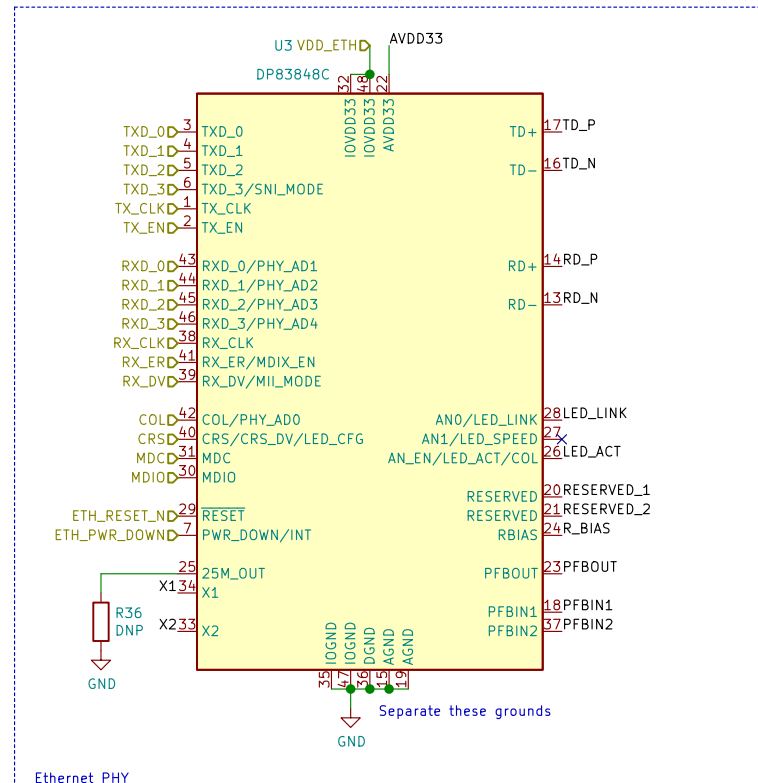 U3 VDD_ETH AVDD33
DP83848C
32 48 22
IOVDD33 IOVDD33 AVDD33
TXD_0 3 TXD_0 TD+ 17 TD_P
TXD_1 4 TXD_1
TXD_2 5 TXD_2 TD- 16 TD_N
TXD_3 6 TXD_3/SNI_MODE
TX_CLK 1 TX_CLK
TX_EN 2 TX_EN
RXD_0 43 RXD_0/PHY_AD1 RD+ 14 RD_P
RXD_1 44 RXD_1/PHY_AD2
RXD_2 45 RXD_2/PHY_AD3 RD- 13 RD_N
RXD_3 46 RXD_3/PHY_AD4
RX_CLK 38 RX_CLK
RX_ER 41 RX_ER/MDIX_EN
RX_DV 39 RX_DV/MII_MODE
COL 42 COL/PHY_AD0 AN0/LED_LINK 28 LED_LINK
CRS 40 CRS/CRS_DV/LED_CFG AN1/LED_SPEED 27
MDC 31 MDC AN_EN/LED_ACT/COL 26 LED_ACT
MDIO 30 MDIO
RESERVED 20 RESERVED_1
ETH_RESET_N 29 RESET RESERVED 21 RESERVED_2
ETH_PWR_DOWN 7 PWR_DOWN/INT RBIAS 24 R_BIAS
25 25M_OUT PFBOUT 23 PFBOUT
X1 34 X1
R36 PFBIN1 18 PFBIN1
DNP X2 33 X2 PFBIN2 37 PFBIN2
IOGND IOGND DGND AGND AGND
35 47 36 15 19
GND
Separate these grounds
GND
Ethernet PHY